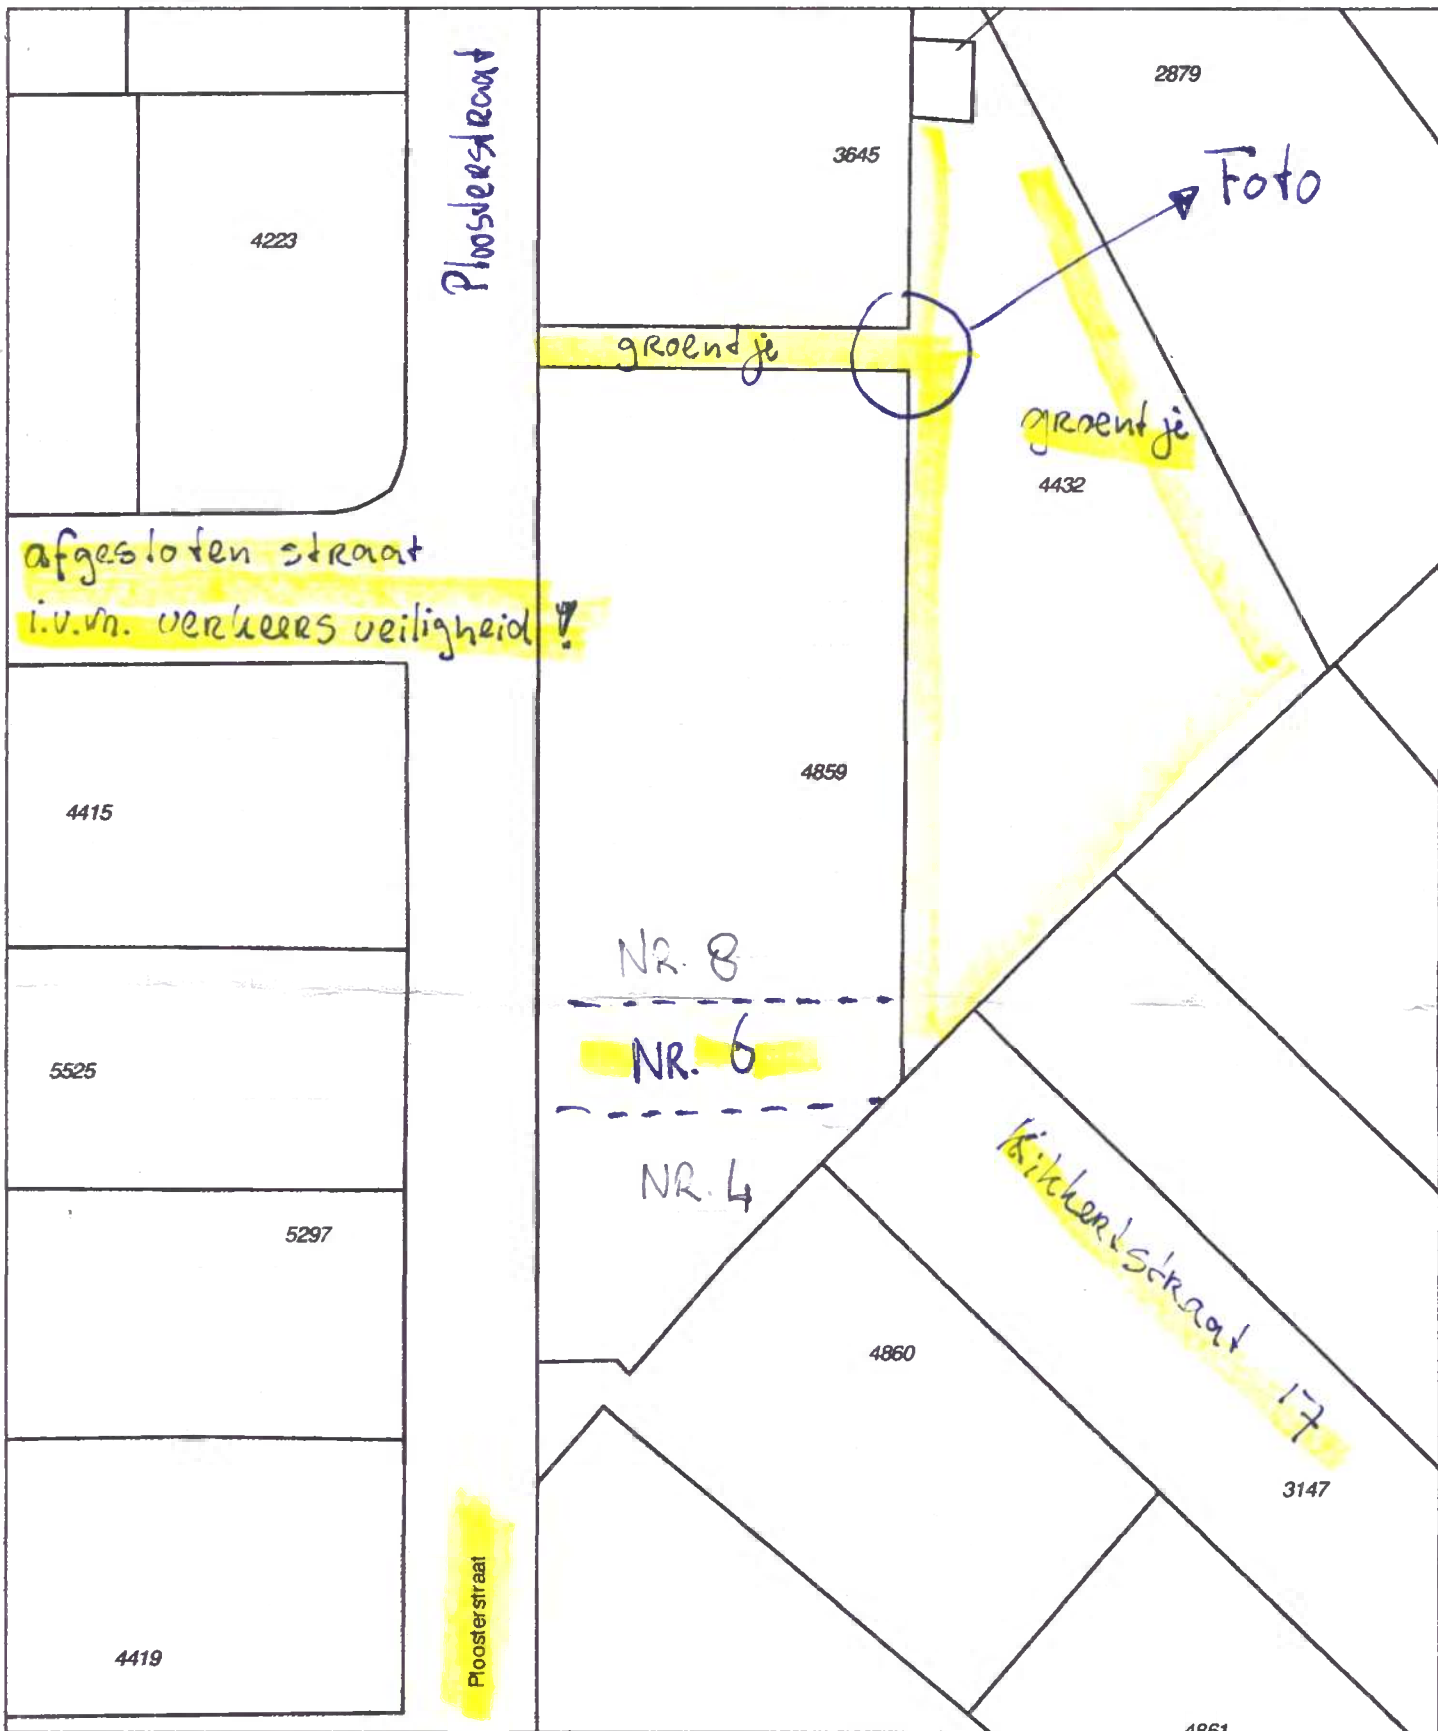 2879
Ploosterstraat
3645
Foto
4223
groentje
groentje
4432
afgesloten straat
i.v.m. verkeers veiligheid !
4859
4415
NR. 8
NR. 6
5525
NR. 4
Kikkertstraat 17
5297
4860
3147
Ploosterstraat
4419
4861